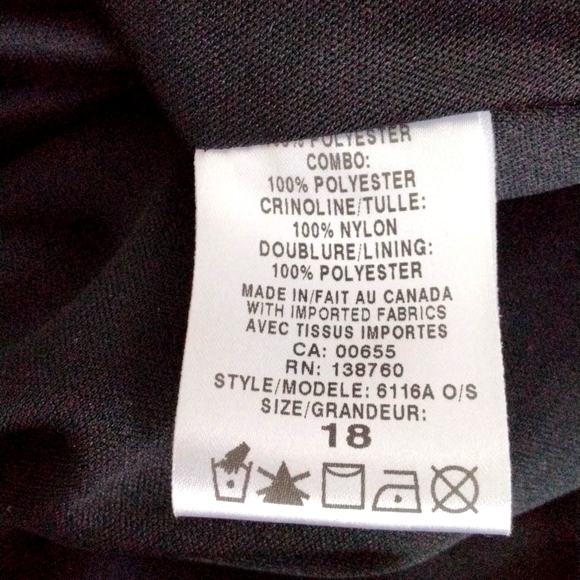 POLYESTER
COMBO:
100% POLYESTER
CRINOLINE/TULLE:
100% NYLON
DOUBLURE/LINING:
100% POLYESTER
MADE IN/FAIT AU CANADA
WITH IMPORTED FABRICS
AVEC TISSUS IMPORTES
CA: 00655
RN: 138760
STYLE/MODELE: 6116A O/S
SIZE/GRANDEUR:
18